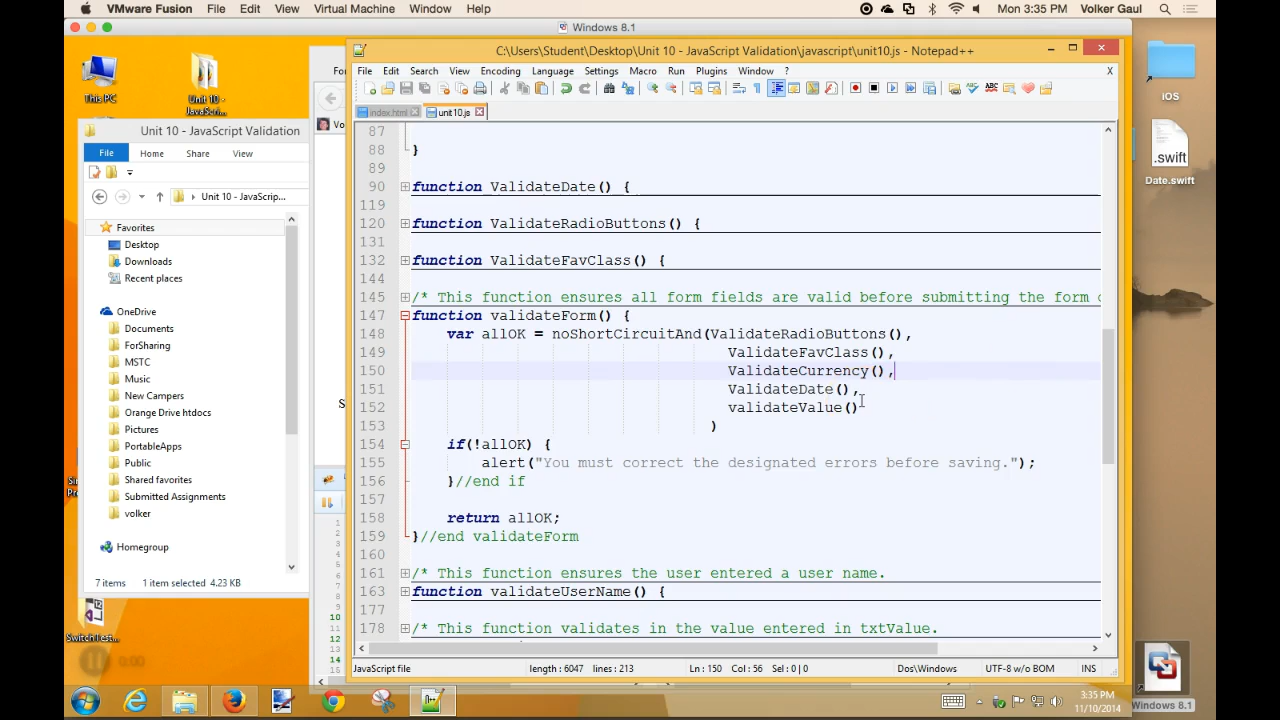 VMware Fusion File Edit View Virtual Machine Window Help Mon 3:35 PM Volker Gaul
Windows 8.1
C:\Users\Student\Desktop\Unit 10 - JavaScript Validation\javascript\unit10.js - Notepad++
File Edit Search View Encoding Language Settings Macro Run Plugins Window ? X
index.html unit10.js
This PC
Unit 10 -
JavaScri...
Unit 10 - JavaScript Validation
File Home Share View
Unit 10 - JavaScrip...
Favorites
Desktop
Downloads
Recent places
OneDrive
Documents
ForSharing
MSTC
Music
New Campers
Orange Drive htdocs
Pictures
PortableApps
Public
Shared favorites
Submitted Assignments
volker
Homegroup
7 items 1 item selected 4.23 KB
87
88 }
89
90 function ValidateDate() {
119
120 function ValidateRadioButtons() {
131
132 function ValidateFavClass() {
144
145 /* This function ensures all form fields are valid before submitting the form
147 function validateForm() {
148 var allOK = noShortCircuitAnd(ValidateRadioButtons(),
149 ValidateFavClass(),
150 ValidateCurrency(),
151 ValidateDate(),
152 validateValue()
153 )
154 if(!allOK) {
155 alert("You must correct the designated errors before saving.");
156 }//end if
157
158 return allOK;
159 }//end validateForm
160
161 /* This function ensures the user entered a user name.
163 function validateUserName() {
177
178 /* This function validates in the value entered in txtValue.
JavaScript file length : 6047 lines : 213 Ln : 150 Col : 56 Sel : 0 | 0 Dos\Windows UTF-8 w/o BOM INS
SwitchTest...
0:00
iOS
.swift
Date.swift
Windows 8.1
3:35 PM
11/10/2014